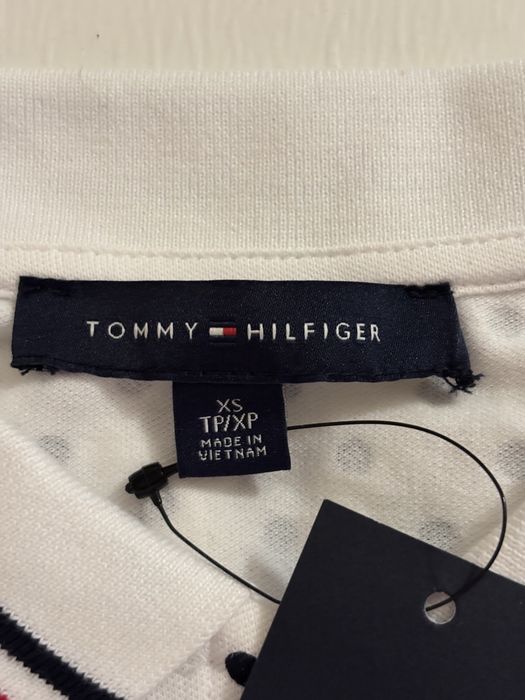 TOMMY HILFIGER
XS
TP/XP
MADE IN
VIETNAM